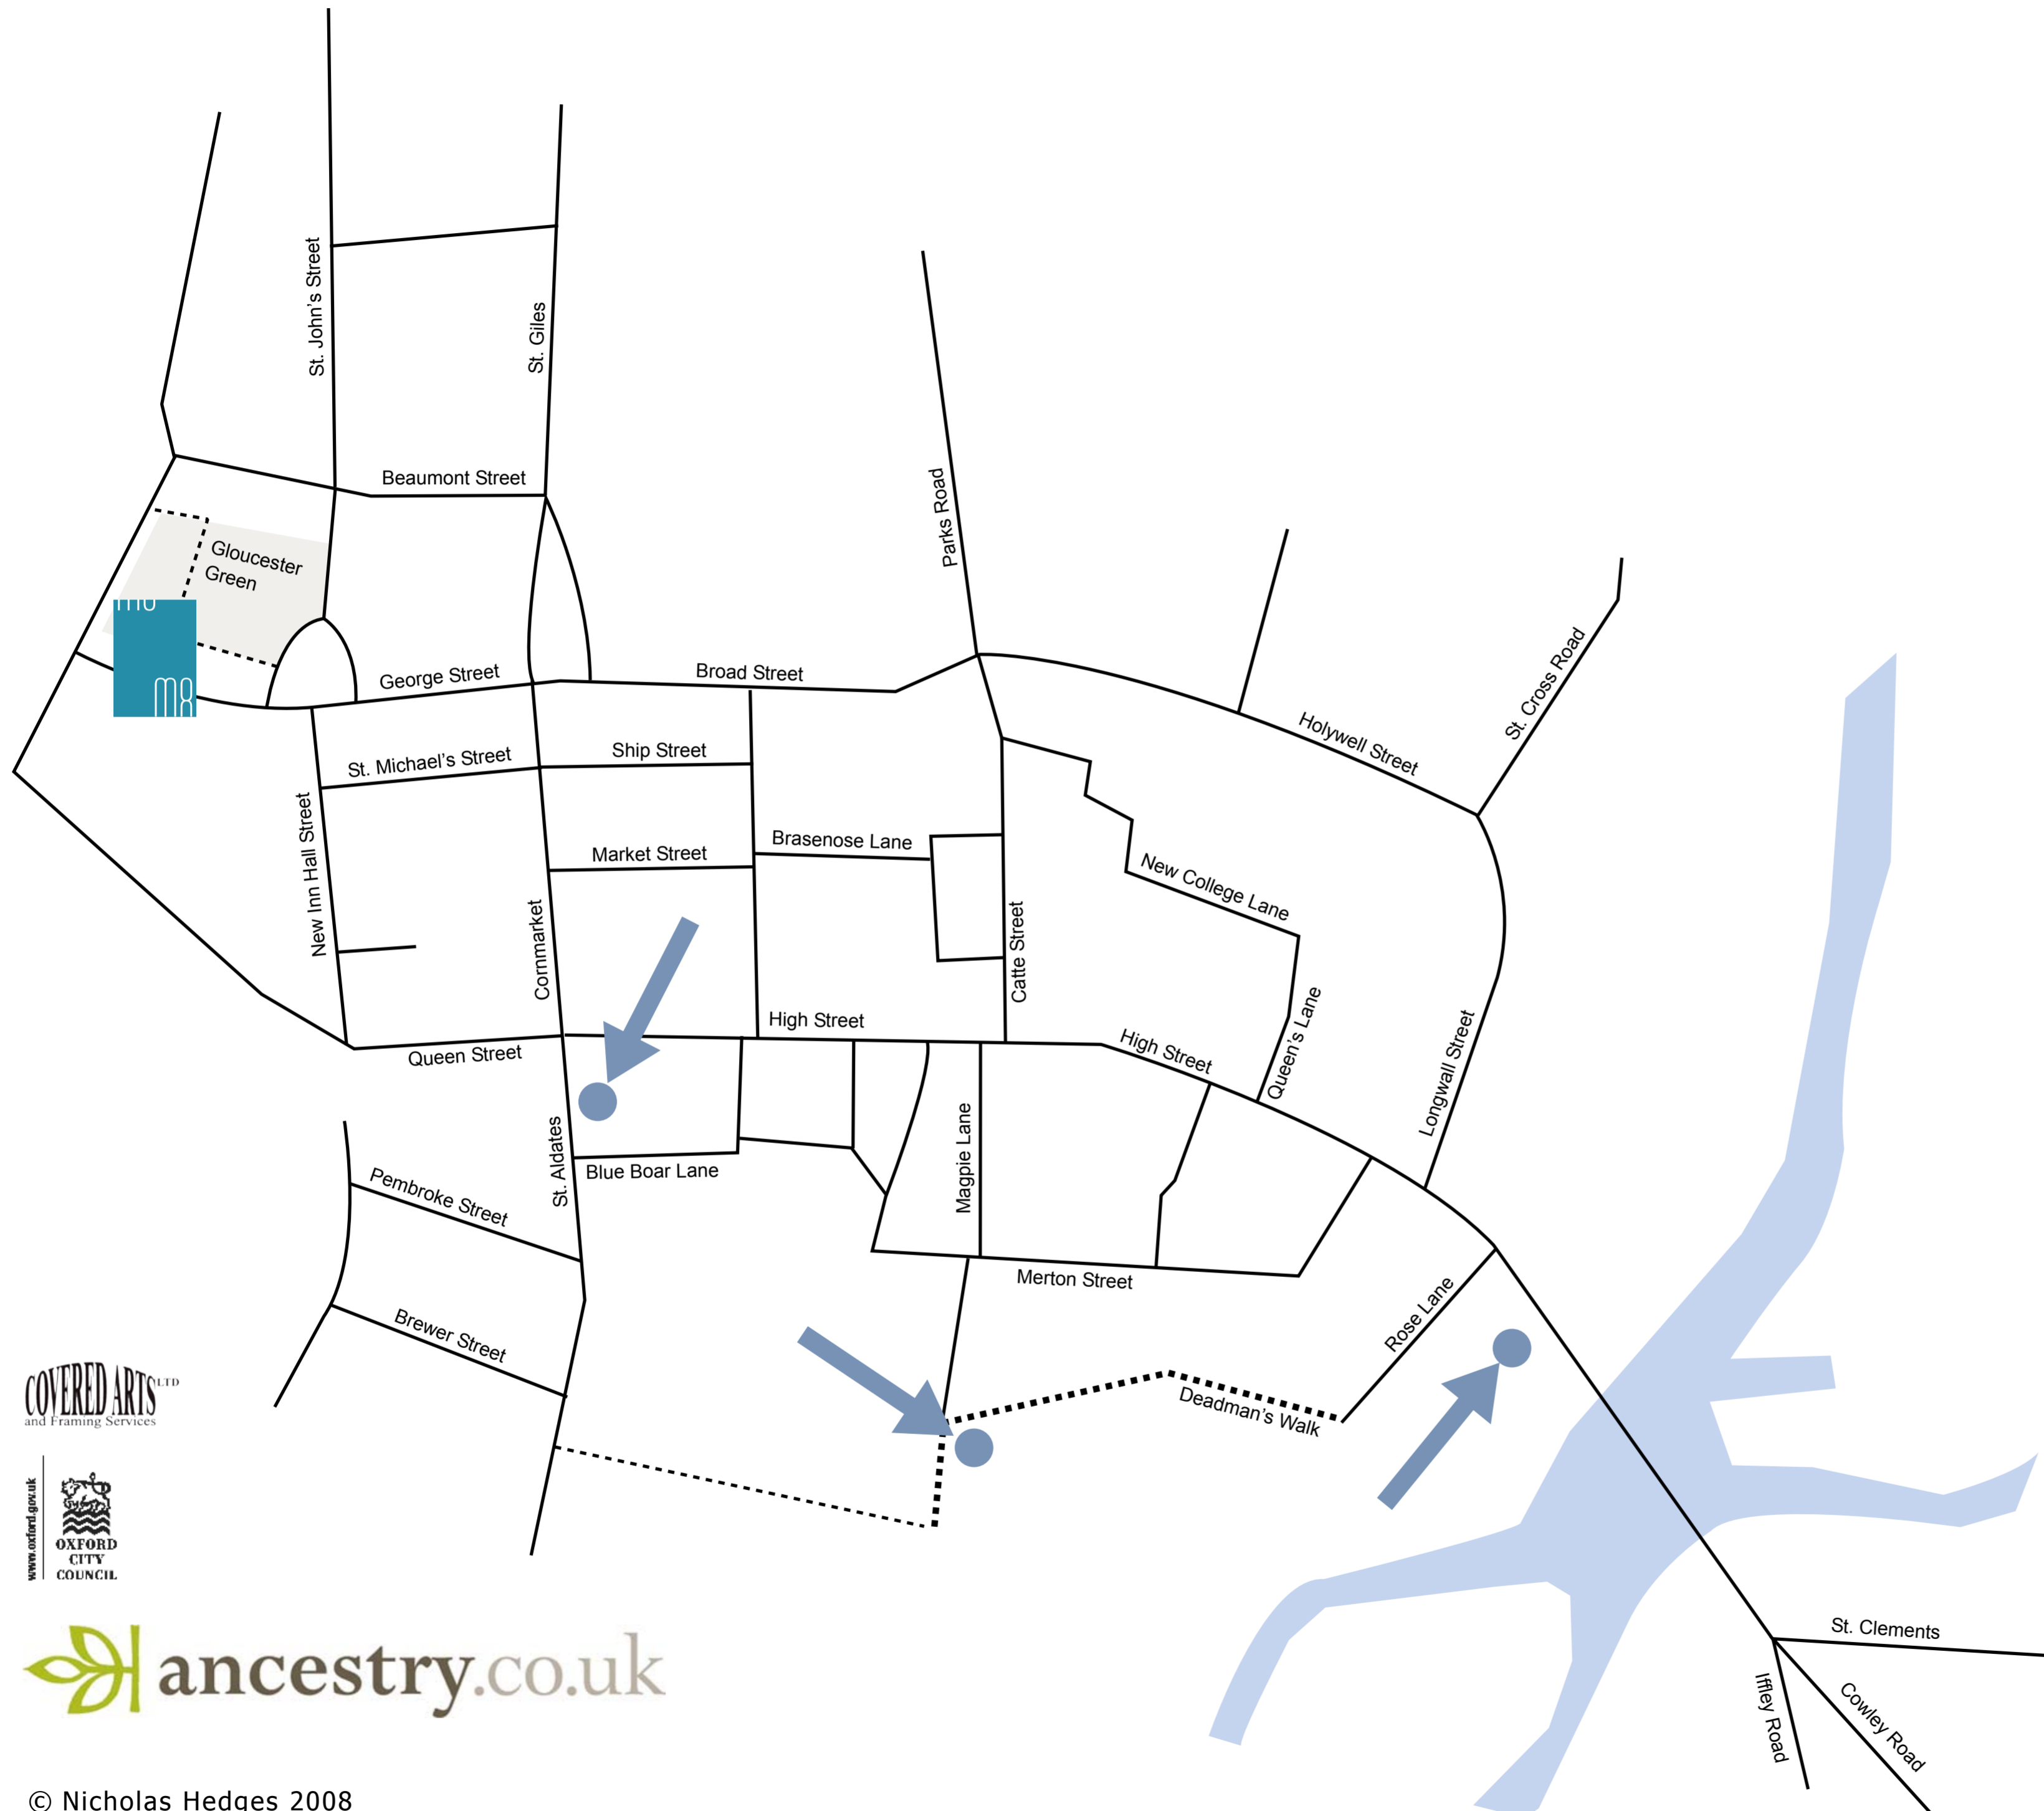 St. John's Street
St. Giles
Beaumont Street
Parks Road
Gloucester
Green
George Street
Broad Street
St. Cross Road
Holywell Street
St. Michael's Street
Ship Street
New Inn Hall Street
Market Street
Brasenose Lane
New College Lane
Cornmarket
Catte Street
High Street
High Street
Queen's Lane
Longwall Street
Queen Street
St. Aldates
Blue Boar Lane
Magpie Lane
Pembroke Street
Merton Street
Rose Lane
Brewer Street
Deadman's Walk
COVERED ARTS LTD
and Framing Services
www.oxford.gov.uk
OXFORD
CITY
COUNCIL
St. Clements
ancestry.co.uk
Iffley Road
Cowley Road
© Nicholas Hedges 2008